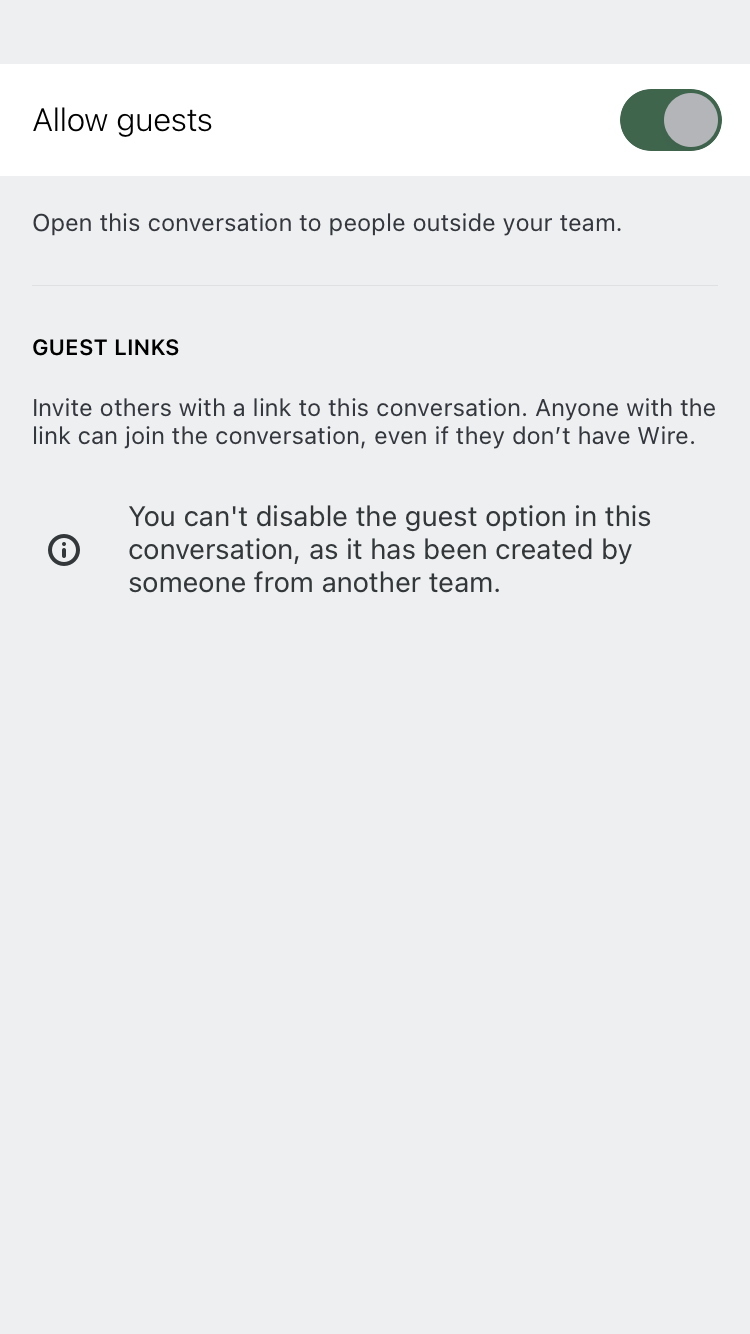 Allow guests
Open this conversation to people outside your team.
GUEST LINKS
Invite others with a link to this conversation. Anyone with the
link can join the conversation, even if they don’t have Wire.
You can't disable the guest option in this
conversation, as it has been created by
someone from another team.